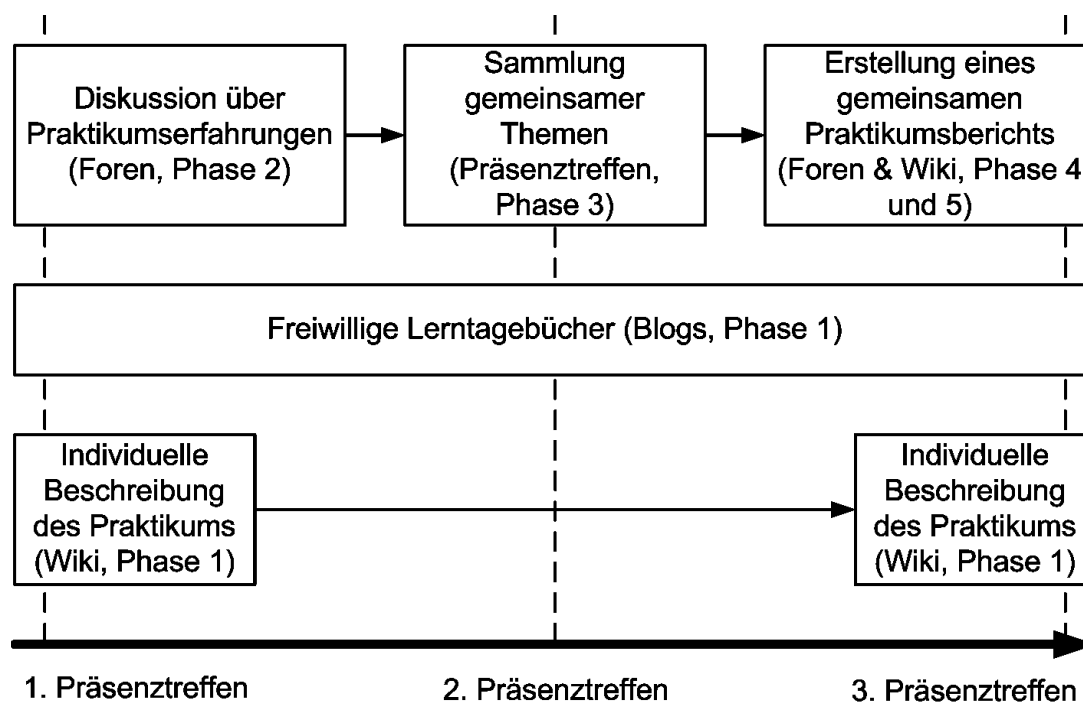 Diskussion über
Praktikumserfahrungen
(Foren, Phase 2)
Sammlung
gemeinsamer
Themen
(Präsenztreffen,
Phase 3)
Erstellung eines
gemeinsamen
Praktikumsberichts
(Foren & Wiki, Phase 4
und 5)
Freiwillige Lerntagebücher (Blogs, Phase 1)
Individuelle
Beschreibung
des Praktikums
(Wiki, Phase 1)
Individuelle
Beschreibung
des Praktikums
(Wiki, Phase 1)
1. Präsenztreffen
2. Präsenztreffen
3. Präsenztreffen